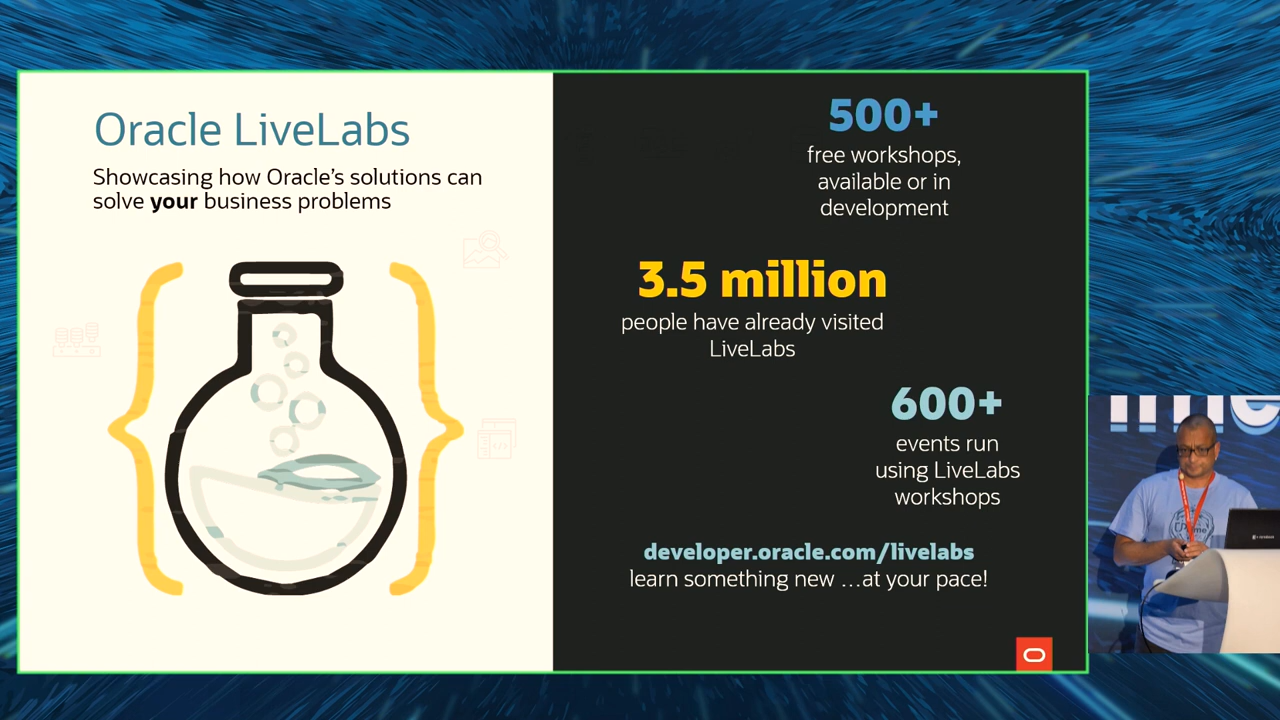 Oracle LiveLabs
Showcasing how Oracle's solutions can
solve your business problems
500+
free workshops,
available or in
development
3.5 million
people have already visited
LiveLabs
600+
events run
using LiveLabs
workshops
developer.oracle.com/livelabs
learn something new …at your pace!